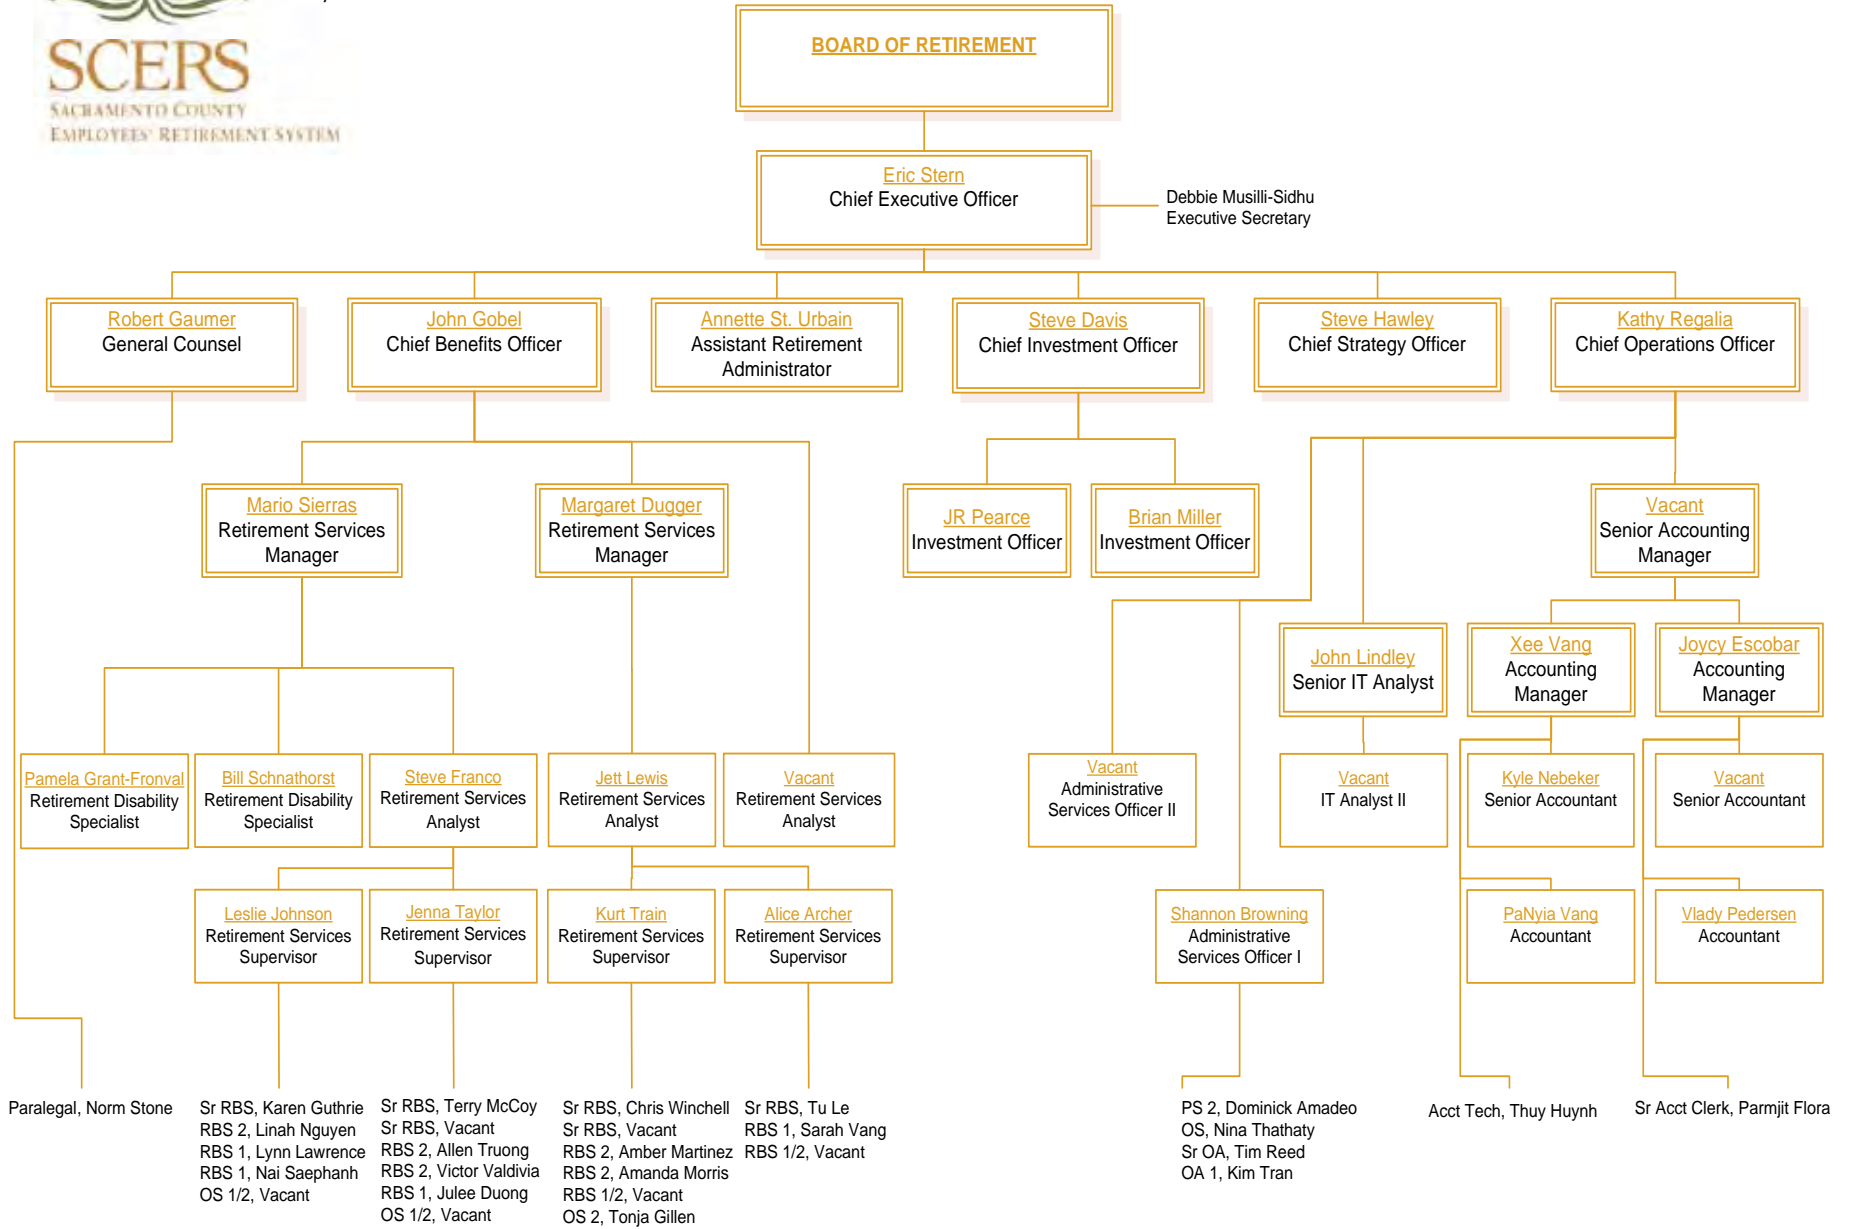 SCERS
SACRAMENTO COUNTY
EMPLOYEES' RETIREMENT SYSTEM
BOARD OF RETIREMENT
Eric Stern
Chief Executive Officer
Debbie Musilli-Sidhu
Executive Secretary
Robert Gaumer
General Counsel
John Gobel
Chief Benefits Officer
Annette St. Urbain
Assistant Retirement
Administrator
Steve Davis
Chief Investment Officer
Steve Hawley
Chief Strategy Officer
Kathy Regalia
Chief Operations Officer
Mario Sierras
Retirement Services
Manager
Margaret Dugger
Retirement Services
Manager
JR Pearce
Investment Officer
Brian Miller
Investment Officer
Vacant
Senior Accounting
Manager
John Lindley
Senior IT Analyst
Xee Vang
Accounting
Manager
Joycy Escobar
Accounting
Manager
Pamela Grant-Fronval
Retirement Disability
Specialist
Bill Schnathorst
Retirement Disability
Specialist
Steve Franco
Retirement Services
Analyst
Jett Lewis
Retirement Services
Analyst
Vacant
Retirement Services
Analyst
Vacant
Administrative
Services Officer II
Vacant
IT Analyst II
Kyle Nebeker
Senior Accountant
Vacant
Senior Accountant
Leslie Johnson
Retirement Services
Supervisor
Jenna Taylor
Retirement Services
Supervisor
Kurt Train
Retirement Services
Supervisor
Alice Archer
Retirement Services
Supervisor
Shannon Browning
Administrative
Services Officer I
PaNyia Vang
Accountant
Vlady Pedersen
Accountant
Paralegal, Norm Stone
Sr RBS, Karen Guthrie
RBS 2, Linah Nguyen
RBS 1, Lynn Lawrence
RBS 1, Nai Saephanh
OS 1/2, Vacant
Sr RBS, Terry McCoy
Sr RBS, Vacant
RBS 2, Allen Truong
RBS 2, Victor Valdivia
RBS 1, Julee Duong
OS 1/2, Vacant
Sr RBS, Chris Winchell
Sr RBS, Vacant
RBS 2, Amber Martinez
RBS 2, Amanda Morris
RBS 1/2, Vacant
OS 2, Tonja Gillen
Sr RBS, Tu Le
RBS 1, Sarah Vang
RBS 1/2, Vacant
PS 2, Dominick Amadeo
OS, Nina Thathaty
Sr OA, Tim Reed
OA 1, Kim Tran
Acct Tech, Thuy Huynh
Sr Acct Clerk, Parmjit Flora